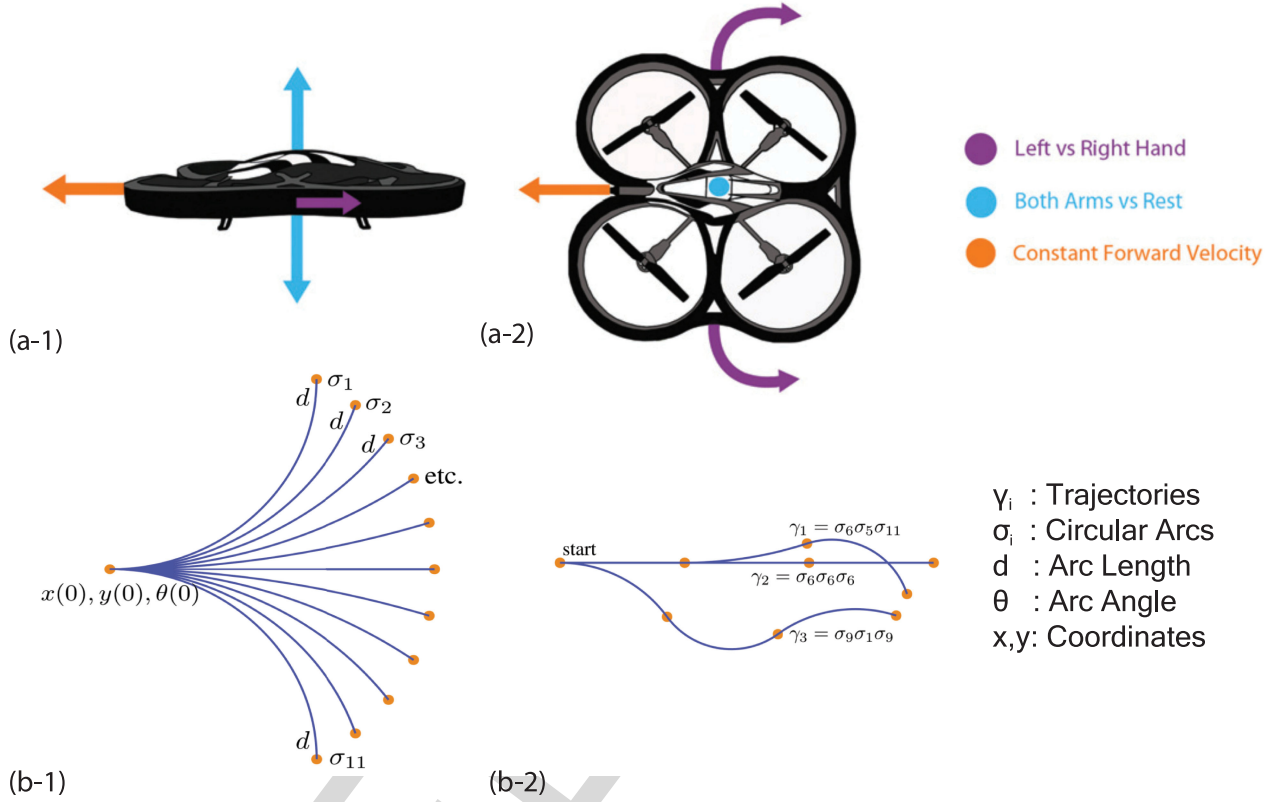 Left vs Right Hand
Both Arms vs Rest
Constant Forward Velocity
(a-1)
(a-2)
d σ1
d σ2
d σ3
etc.
x(0), y(0), θ(0)
d σ11
(b-1)
start
γ1 = σ6σ5σ11
γ2 = σ6σ6σ6
γ3 = σ9σ1σ9
(b-2)
γi : Trajectories
σi : Circular Arcs
d : Arc Length
θ : Arc Angle
x,y: Coordinates